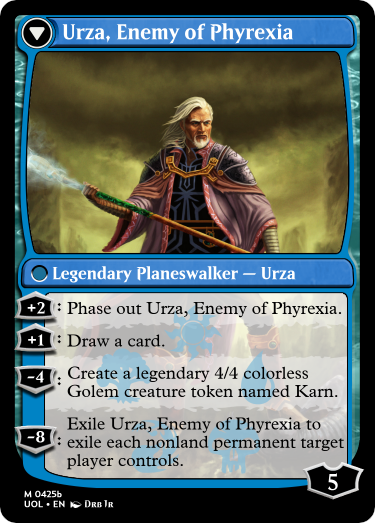 Urza, Enemy of Phyrexia
Legendary Planeswalker — Urza
+2: Phase out Urza, Enemy of Phyrexia.
+1: Draw a card.
-4: Create a legendary 4/4 colorless
Golem creature token named Karn.
-8: Exile Urza, Enemy of Phyrexia to
exile each nonland permanent target
player controls.
5
M 0425b
UOL • EN Drb Jr